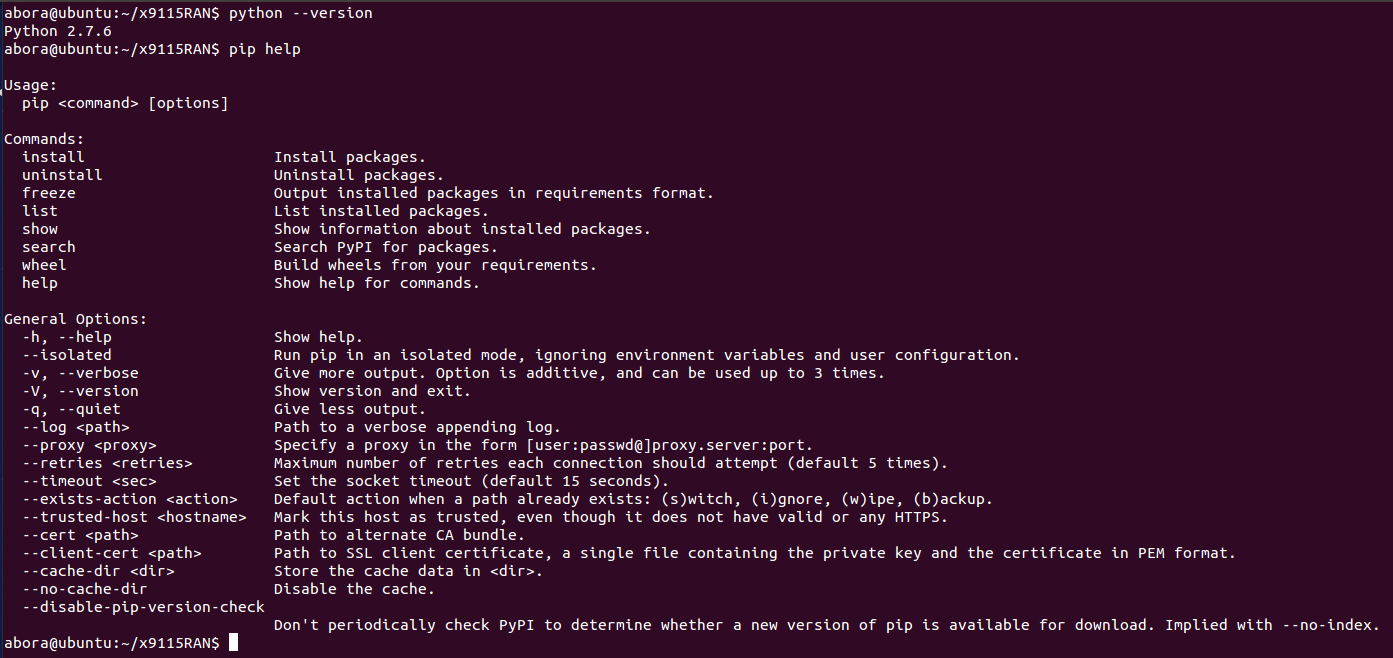 abora@ubuntu:~/x9115RAN$ python --version
Python 2.7.6
abora@ubuntu:~/x9115RAN$ pip help

Usage:
  pip <command> [options]

Commands:
  install                     Install packages.
  uninstall                   Uninstall packages.
  freeze                      Output installed packages in requirements format.
  list                        List installed packages.
  show                        Show information about installed packages.
  search                      Search PyPI for packages.
  wheel                       Build wheels from your requirements.
  help                        Show help for commands.

General Options:
  -h, --help                  Show help.
  --isolated                  Run pip in an isolated mode, ignoring environment variables and user configuration.
  -v, --verbose               Give more output. Option is additive, and can be used up to 3 times.
  -V, --version               Show version and exit.
  -q, --quiet                 Give less output.
  --log <path>                Path to a verbose appending log.
  --proxy <proxy>             Specify a proxy in the form [user:passwd@]proxy.server:port.
  --retries <retries>         Maximum number of retries each connection should attempt (default 5 times).
  --timeout <sec>             Set the socket timeout (default 15 seconds).
  --exists-action <action>    Default action when a path already exists: (s)witch, (i)gnore, (w)ipe, (b)ackup.
  --trusted-host <hostname>   Mark this host as trusted, even though it does not have valid or any HTTPS.
  --cert <path>               Path to alternate CA bundle.
  --client-cert <path>        Path to SSL client certificate, a single file containing the private key and the certificate in PEM format.
  --cache-dir <dir>           Store the cache data in <dir>.
  --no-cache-dir              Disable the cache.
  --disable-pip-version-check
                              Don't periodically check PyPI to determine whether a new version of pip is available for download. Implied with --no-index.
abora@ubuntu:~/x9115RAN$